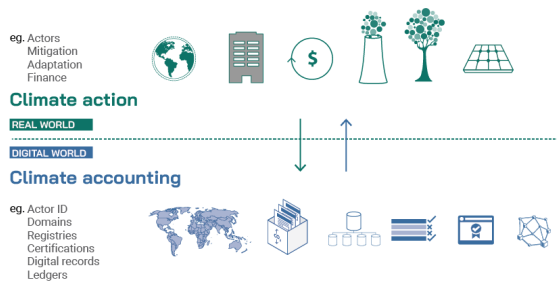 eg. Actors
Mitigation
Adaptation
Finance
$
Climate action
REAL WORLD
DIGITAL WORLD
Climate accounting
eg. Actor ID
Domains
Registries
Certifications
Digital records
Ledgers
$